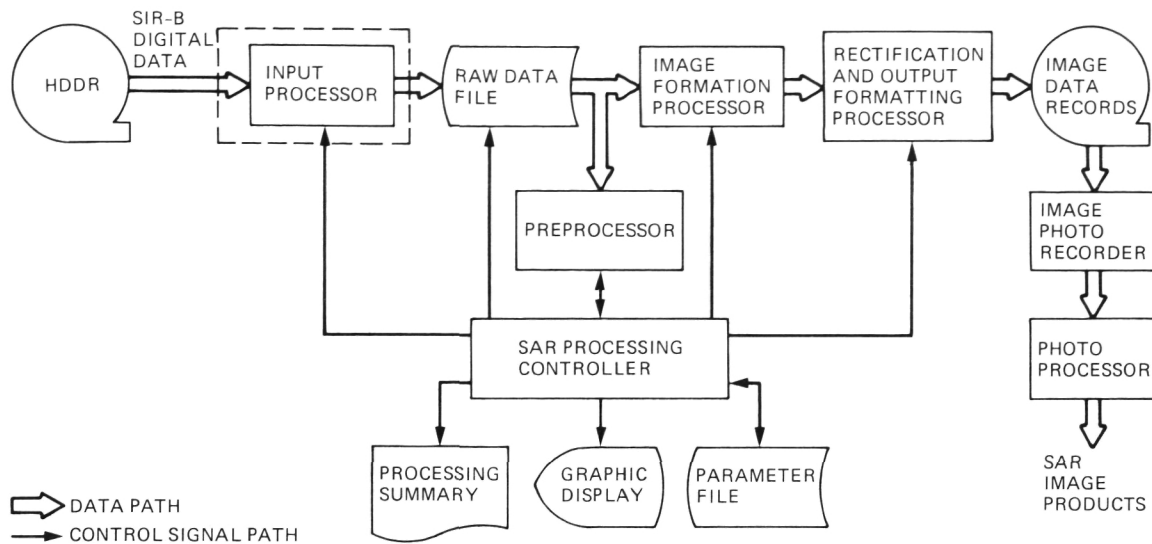 SIR-B
DIGITAL
DATA
HDDR
INPUT
PROCESSOR
RAW DATA
FILE
IMAGE
FORMATION
PROCESSOR
RECTIFICATION
AND OUTPUT
FORMATTING
PROCESSOR
IMAGE
DATA
RECORDS
PREPROCESSOR
IMAGE
PHOTO
RECORDER
SAR PROCESSING
CONTROLLER
PHOTO
PROCESSOR
PROCESSING
SUMMARY
GRAPHIC
DISPLAY
PARAMETER
FILE
SAR
IMAGE
PRODUCTS
DATA PATH
CONTROL SIGNAL PATH